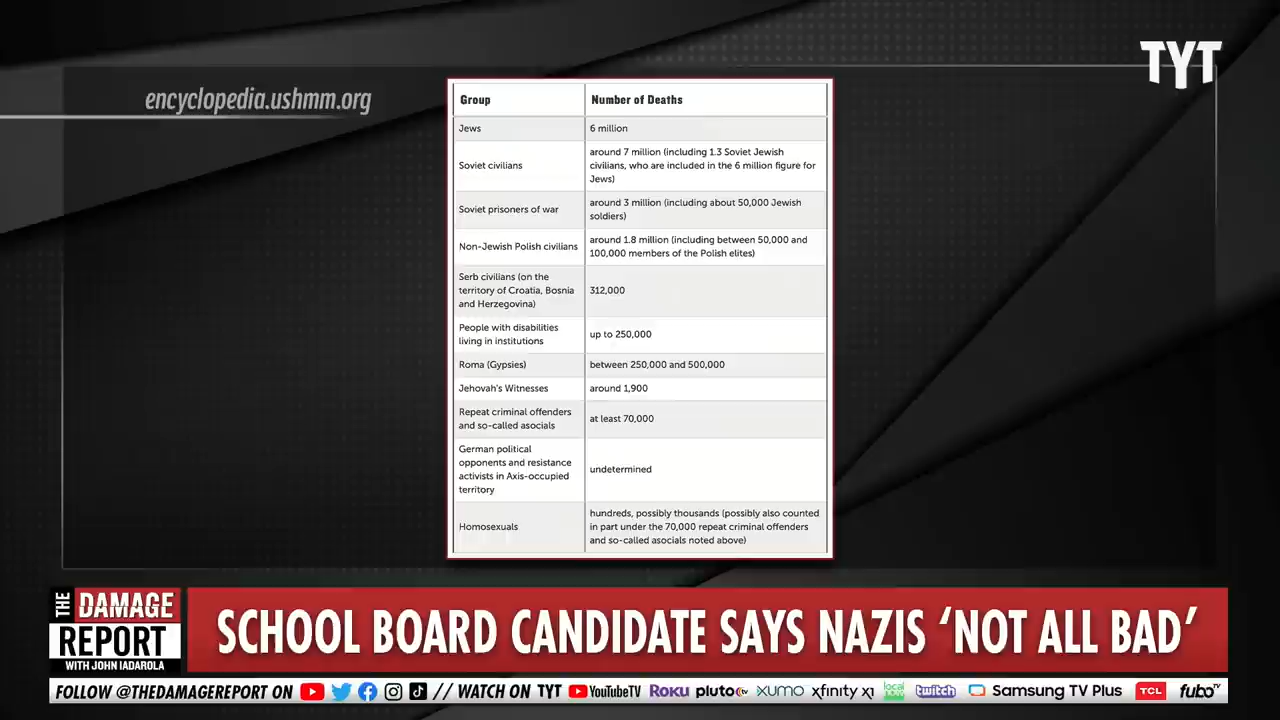 TYT
encyclopedia.ushmm.org
Group Number of Deaths
Jews 6 million
Soviet civilians around 7 million (including 1.3 Soviet Jewish
civilians, who are included in the 6 million figure for
Jews)
Soviet prisoners of war around 3 million (including about 50,000 Jewish
soldiers)
Non-Jewish Polish civilians around 1.8 million (including between 50,000 and
100,000 members of the Polish elites)
Serb civilians (on the
territory of Croatia, Bosnia
and Herzegovina)
312,000
People with disabilities
living in institutions
up to 250,000
Roma (Gypsies) between 250,000 and 500,000
Jehovah's Witnesses around 1,900
Repeat criminal offenders
and so-called asocials
at least 70,000
German political
opponents and resistance
activists in Axis-occupied
territory
undetermined
Homosexuals
hundreds, possibly thousands (possibly also counted
in part under the 70,000 repeat criminal offenders
and so-called asocials noted above)
THE DAMAGE
REPORT
WITH JOHN IADAROLA
SCHOOL BOARD CANDIDATE SAYS NAZIS 'NOT ALL BAD'
FOLLOW @THEDAMAGEREPORT ON // WATCH ON TYT YouTubeTV ROKU pluto tv XUMO xfinity x1 local now twitch Samsung TV Plus TCL fubo TV